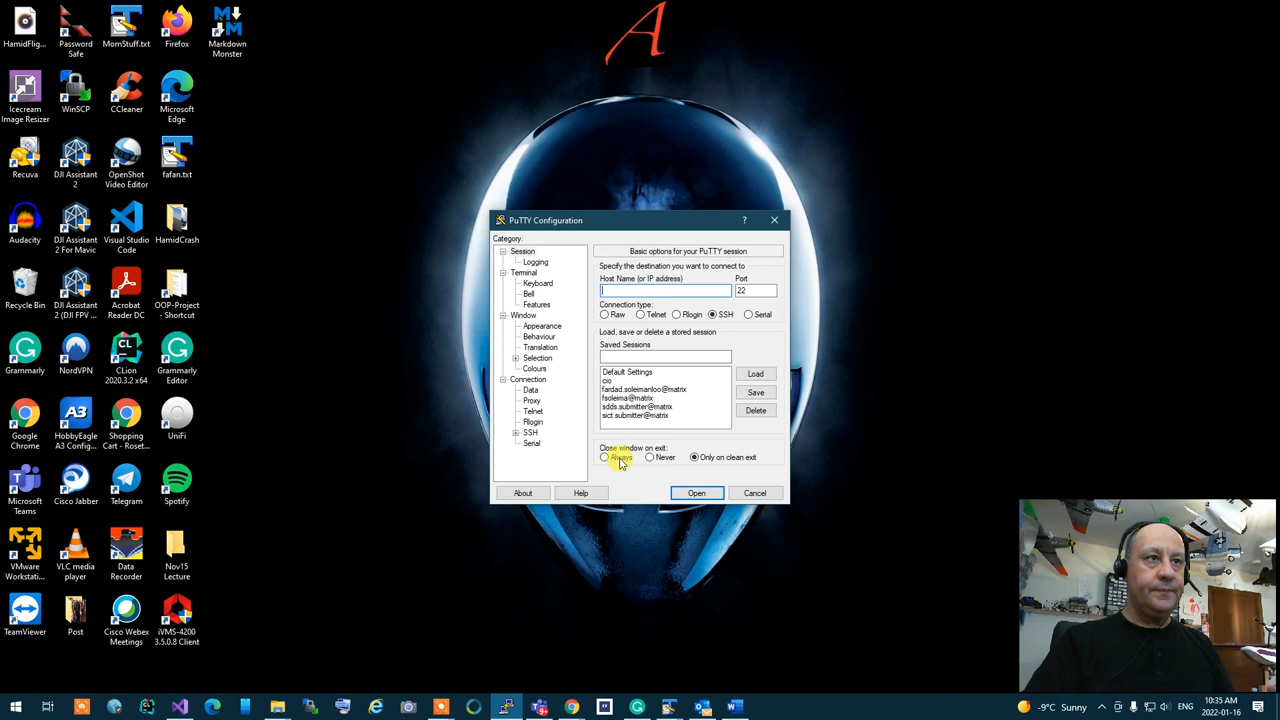 HamidFlig...
Password
Safe
MomStuff.txt
Firefox
Markdown
Monster
Icecream
Image Resizer
WinSCP
CCleaner
Microsoft
Edge
Recuva
DJI Assistant
2
OpenShot
Video Editor
fafan.txt
Audacity
DJI Assistant
2 For Mavic
Visual Studio
Code
HamidCrash
Recycle Bin
DJI Assistant
2 (DJI FPV ...
Acrobat
Reader DC
OOP-Project
- Shortcut
Grammarly
NordVPN
CLion
2020.3.2 x64
Grammarly
Editor
Google
Chrome
HobbyEagle
A3 Config...
Shopping
Cart - Roset...
UniFi
Microsoft
Teams
Cisco Jabber
Telegram
Spotify
VMware
Workstati...
VLC media
player
Data
Recorder
Nov15
Lecture
TeamViewer
Post
Cisco Webex
Meetings
iVMS-4200
3.5.0.8 Client
A
PuTTY Configuration
?
Category:
Session
Logging
Terminal
Keyboard
Bell
Features
Window
Appearance
Behaviour
Translation
Selection
Colours
Connection
Data
Proxy
Telnet
Rlogin
SSH
Serial
Basic options for your PuTTY session
Specify the destination you want to connect to
Host Name (or IP address) Port
22
Connection type:
Raw Telnet Rlogin SSH Serial
Load, save or delete a stored session
Saved Sessions
Default Settings
cio
fardad.soleimanloo@matrix
fsoleima@matrix
sdds.submitter@matrix
sict.submitter@matrix
Load
Save
Delete
Close window on exit:
Always Never Only on clean exit
About Help Open Cancel
-9°C Sunny
10:35 AM
2022-01-16